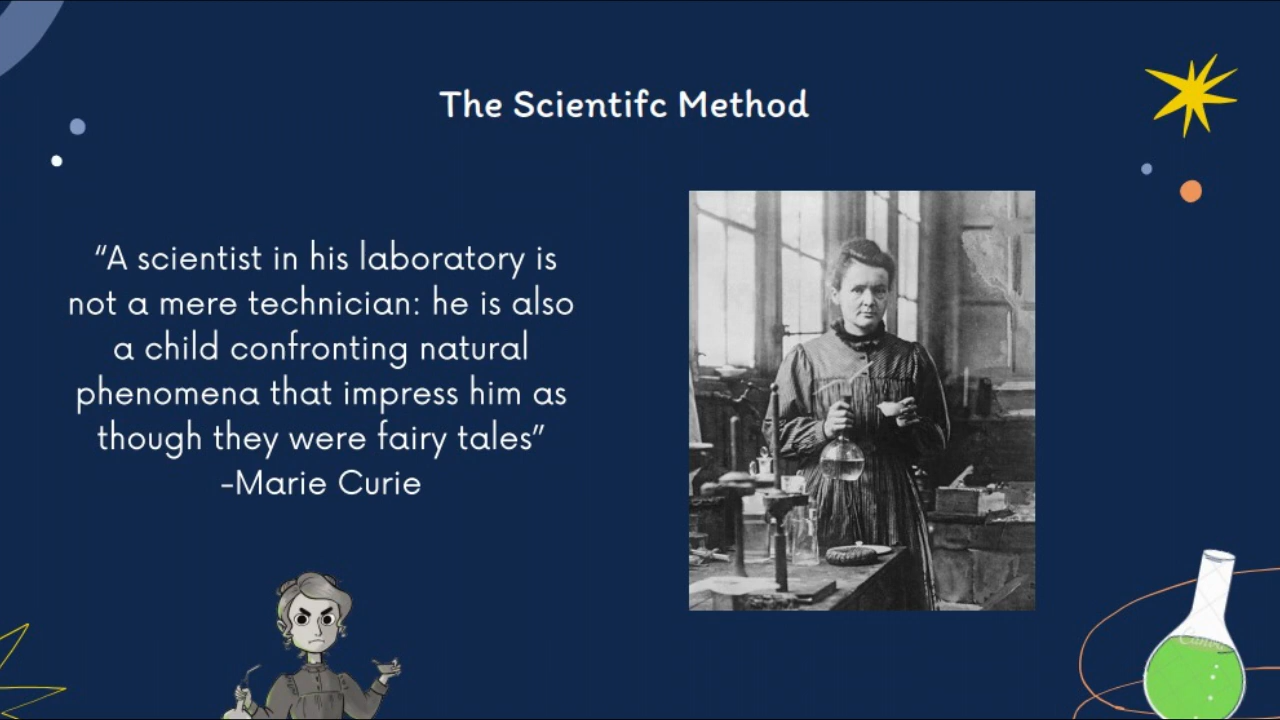 The Scientifc Method
“A scientist in his laboratory is
not a mere technician: he is also
a child confronting natural
phenomena that impress him as
though they were fairy tales”
-Marie Curie
Canva